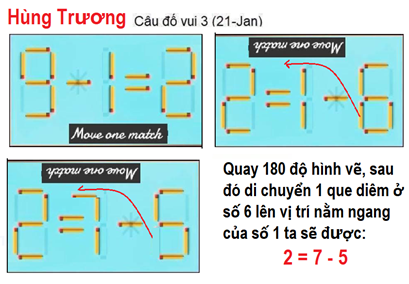 Hùng Trương Câu đố vui 3 (21-Jan)
9-1=2
Move one match
Move one match
2=1-6
Move one match
2=7-5
Quay 180 độ hình vẽ, sau
đó di chuyển 1 que diêm ở
số 6 lên vị trí nằm ngang
của số 1 ta sẽ được:
2 = 7 - 5